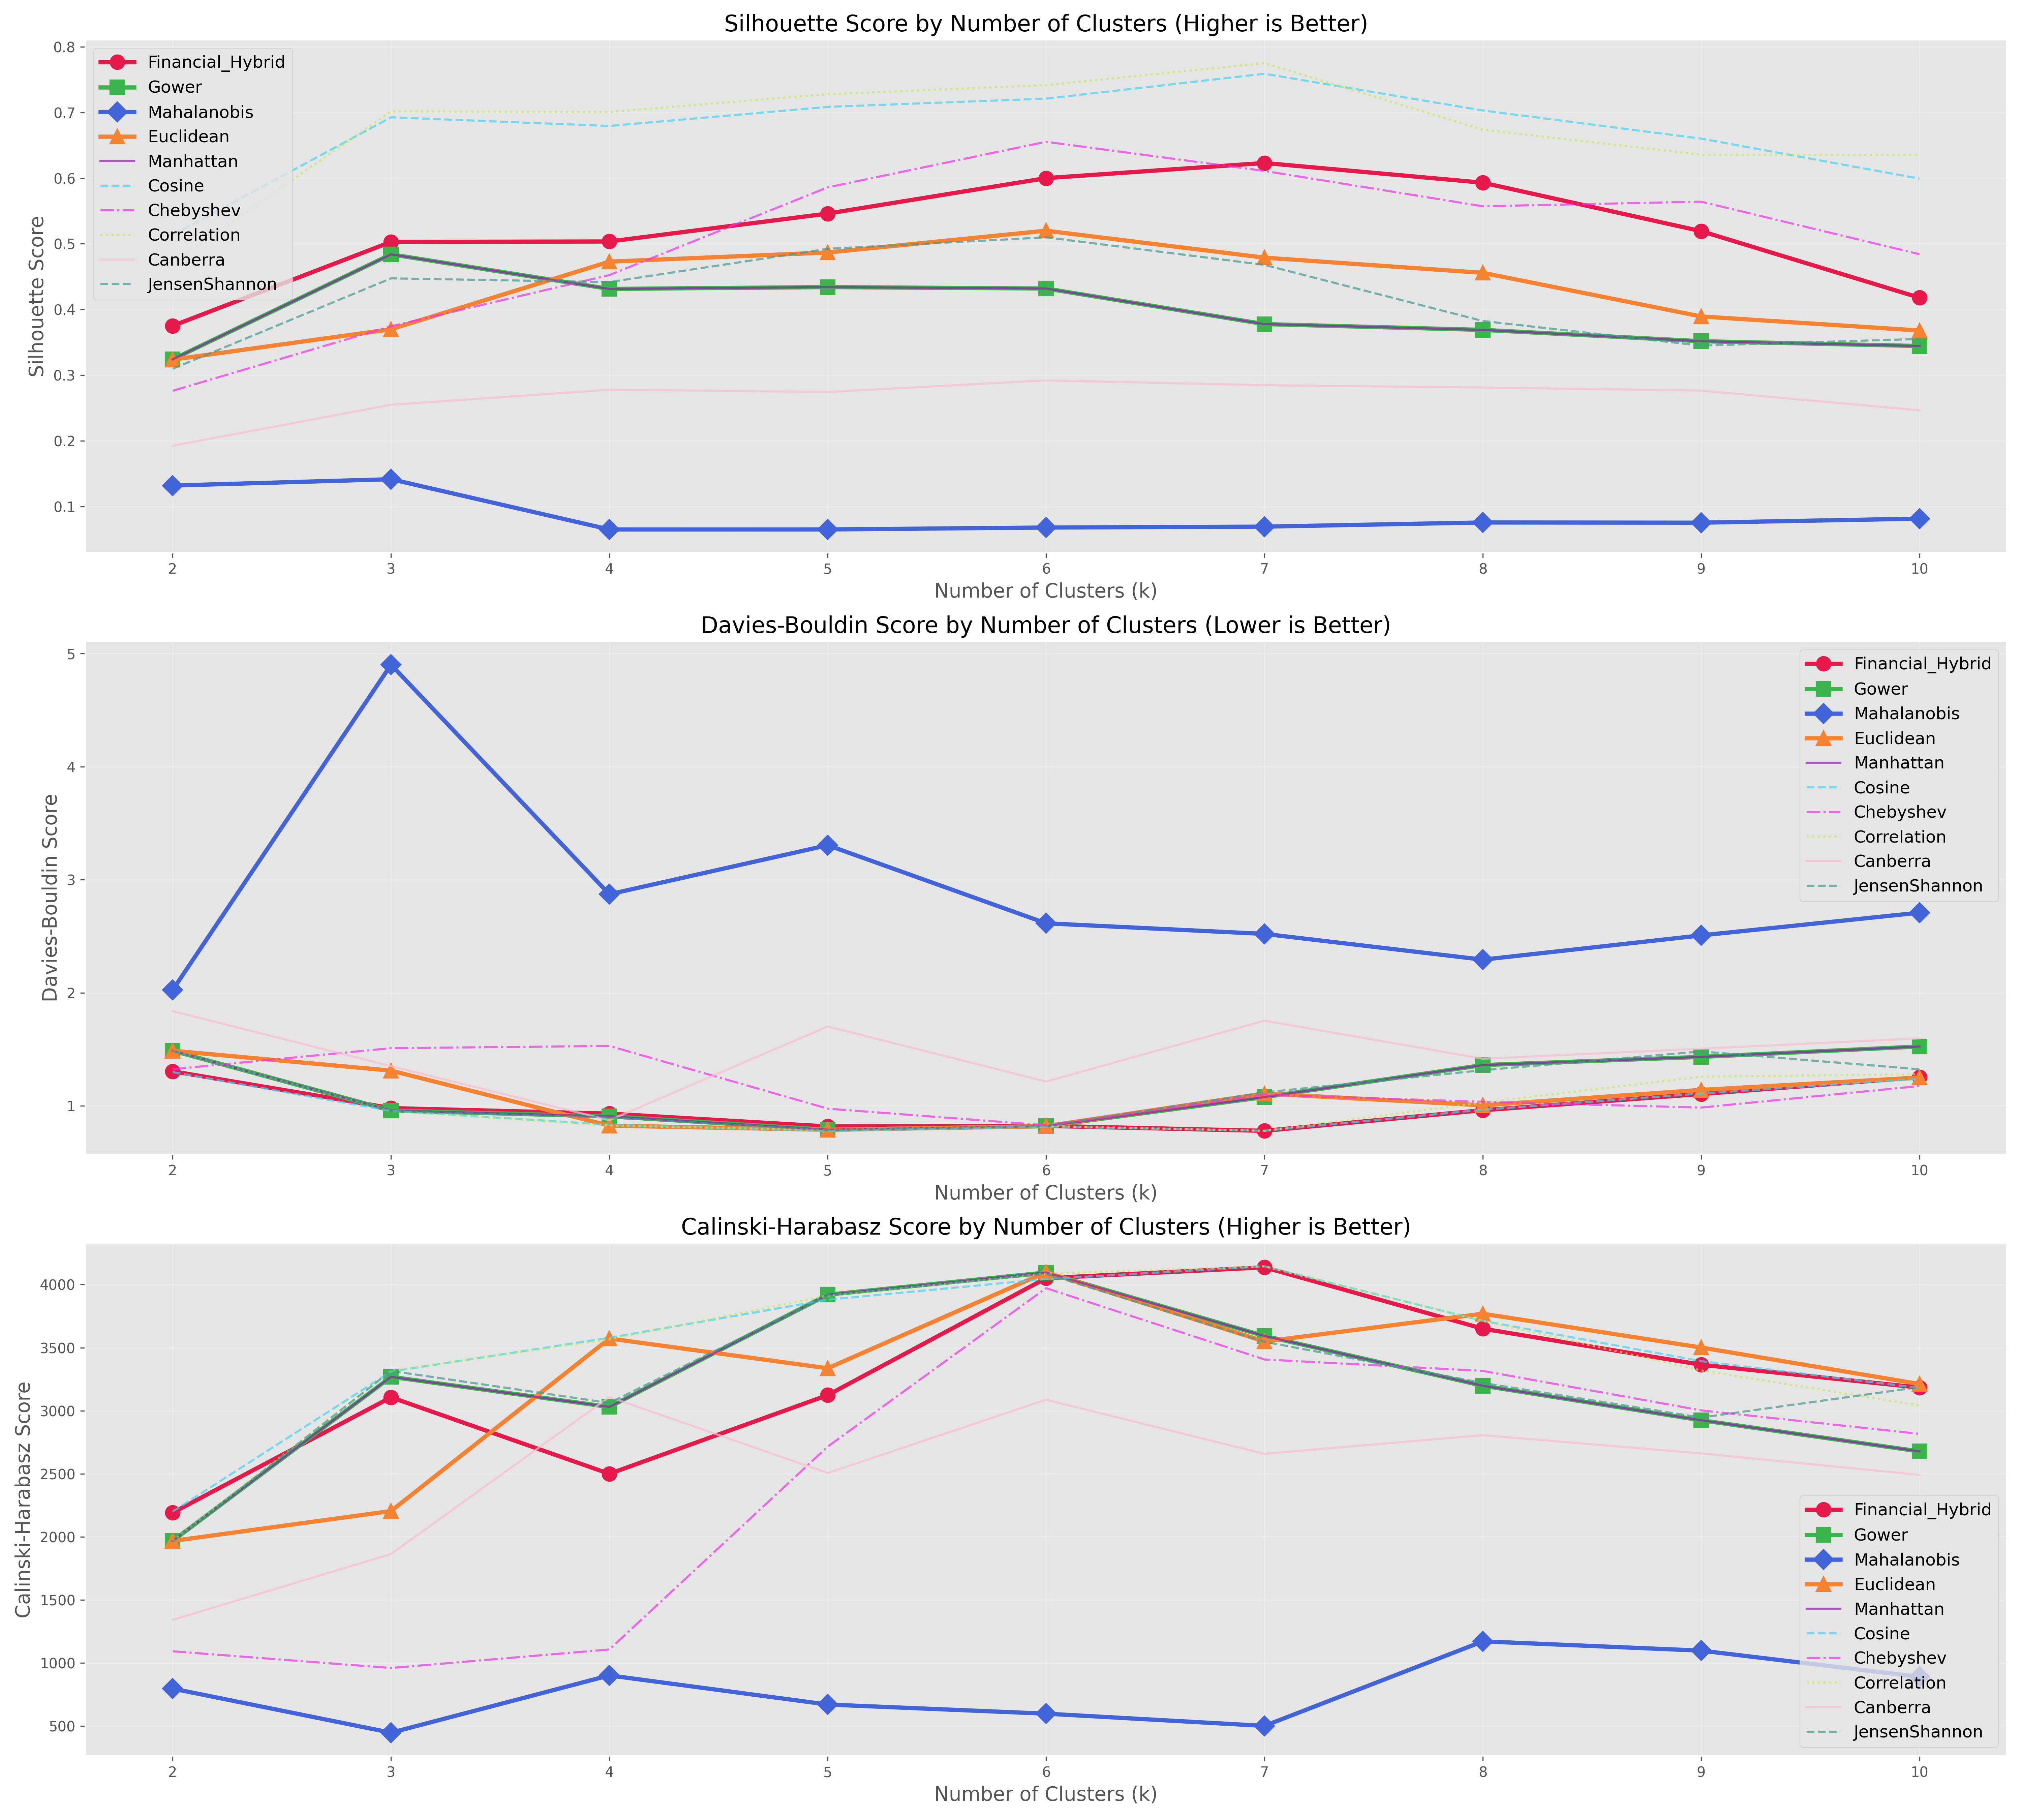 Silhouette Score by Number of Clusters (Higher is Better)
Silhouette Score
0.8
0.7
0.6
0.5
0.4
0.3
0.2
0.1
Financial_Hybrid
Gower
Mahalanobis
Euclidean
Manhattan
Cosine
Chebyshev
Correlation
Canberra
JensenShannon
2 3 4 5 6 7 8 9 10
Number of Clusters (k)
Davies-Bouldin Score by Number of Clusters (Lower is Better)
Davies-Bouldin Score
5
4
3
2
1
Financial_Hybrid
Gower
Mahalanobis
Euclidean
Manhattan
Cosine
Chebyshev
Correlation
Canberra
JensenShannon
2 3 4 5 6 7 8 9 10
Number of Clusters (k)
Calinski-Harabasz Score by Number of Clusters (Higher is Better)
Calinski-Harabasz Score
4000
3500
3000
2500
2000
1500
1000
500
Financial_Hybrid
Gower
Mahalanobis
Euclidean
Manhattan
Cosine
Chebyshev
Correlation
Canberra
JensenShannon
2 3 4 5 6 7 8 9 10
Number of Clusters (k)